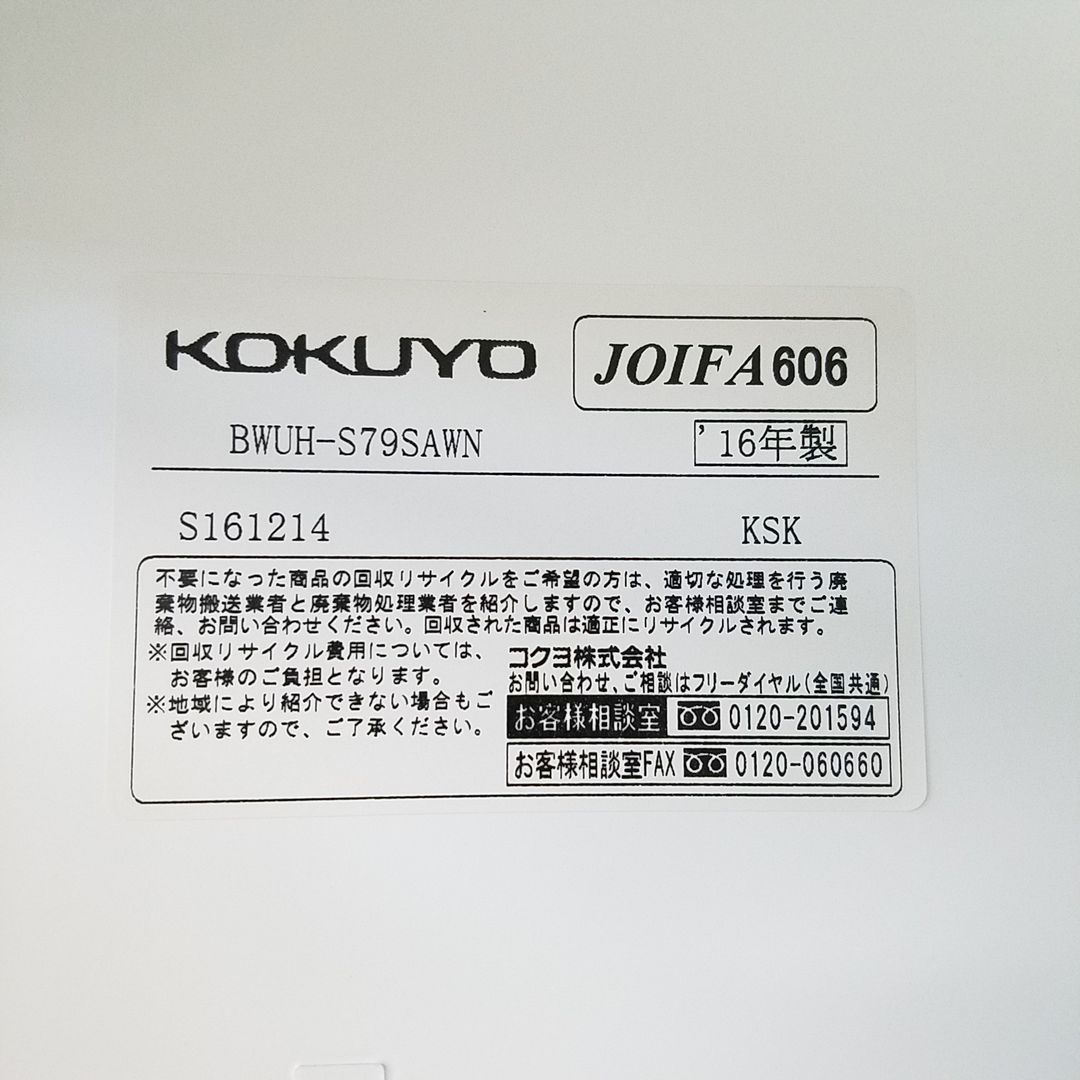 KOKUYO
JOIFA606
BWUH-S79SAWN
'16年製
S161214
KSK
不要になった商品の回収リサイクルをご希望の方は、適切な処理を行う廃
棄物搬送業者と廃棄物処理業者を紹介しますので、お客様相談室までご連
絡、お問い合わせください。回収された商品は適正にリサイクルされます。
※回収リサイクル費用については、
お客様のご負担となります。
※地域により紹介できない場合もご
ざいますので、ご了承ください。
コクヨ株式会社
お問い合わせ、ご相談はフリーダイヤル(全国共通)
お客様相談室 0120-201594
お客様相談室FAX 0120-060660